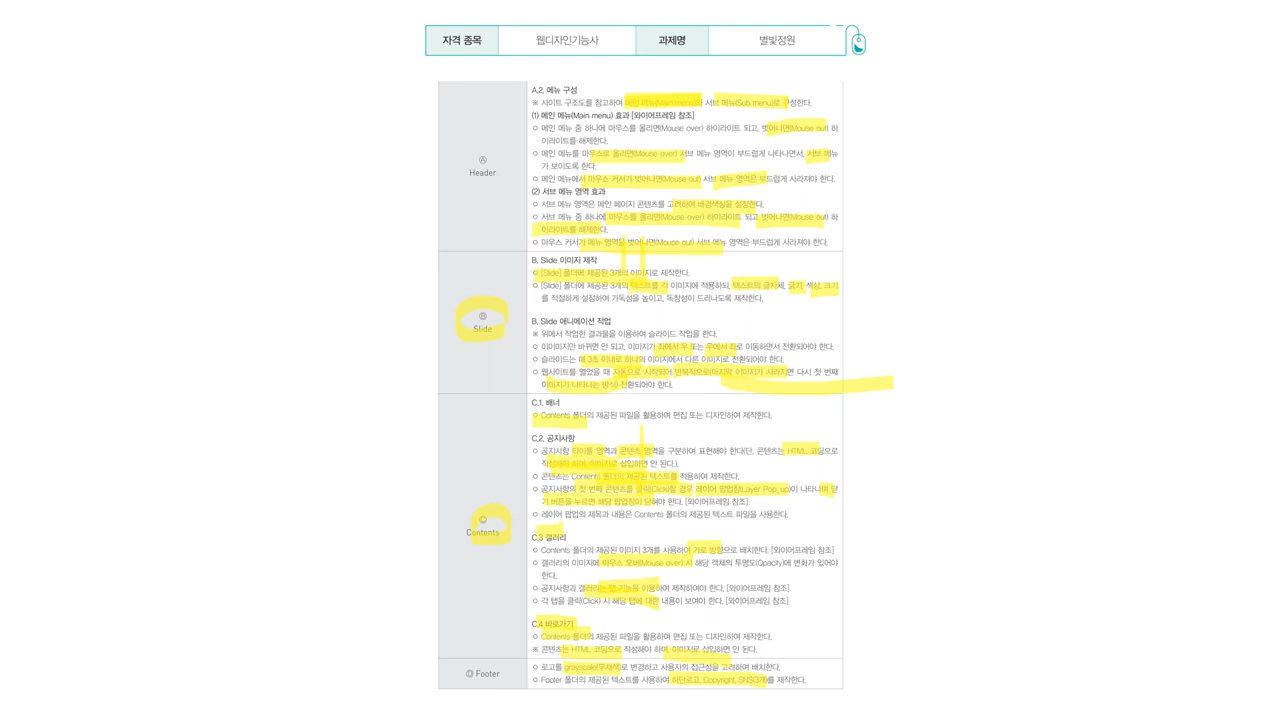 자격 종목 웹디자인기능사 과제명 별빛정원
A.2. 메뉴 구성
※ 사이트 구조도를 참고하여 메인 메뉴(Main menu)와 서브 메뉴(Sub menu)로 구성한다.
(1) 메인 메뉴(Main menu) 효과 [와이어프레임 참조]
○ 메인 메뉴 중 하나에 마우스를 올리면(Mouse over) 하이라이트 되고, 벗어나면(Mouse out) 하
이라이트를 해제한다.
○ 메인 메뉴를 마우스로 올리면(Mouse over) 서브 메뉴 영역이 부드럽게 나타나면서, 서브 메뉴
가 보이도록 한다.
○ 메인 메뉴에서 마우스 커서가 벗어나면(Mouse out) 서브 메뉴 영역은 부드럽게 사라져야 한다.
Ⓐ
Header
(2) 서브 메뉴 영역 효과
○ 서브 메뉴 영역은 메인 페이지 콘텐츠를 고려하여 배경색상을 설정한다.
○ 서브 메뉴 중 하나에 마우스를 올리면(Mouse over) 하이라이트 되고 벗어나면(Mouse out) 하
이라이트를 해제한다.
○ 마우스 커서가 메뉴 영역을 벗어나면(Mouse out) 서브 메뉴 영역은 부드럽게 사라져야 한다.
B. Slide 이미지 제작
○ [Slide] 폴더에 제공된 3개의 이미지로 제작한다.
○ [Slide] 폴더에 제공된 3개의 텍스트를 각 이미지에 적용하되, 텍스트의 글자체, 굵기, 색상, 크기
를 적절하게 설정하여 가독성을 높이고, 독창성이 드러나도록 제작한다.
Ⓑ
Slide
B. Slide 애니메이션 작업
※ 위에서 작업한 결과물을 이용하여 슬라이드 작업을 한다.
○ 이이미지만 바뀌면 안 되고, 이미지가 좌에서 우 또는 우에서 좌로 이동하면서 전환되어야 한다.
○ 슬라이드는 매 3초 이내로 하나의 이미지에서 다른 이미지로 전환되어야 한다.
○ 웹사이트를 열었을 때 자동으로 시작되어 반복적으로(마지막 이미지가 사라지면 다시 첫 번째
이미지가 나타나는 방식) 전환되어야 한다.
C.1. 배너
○ Contents 폴더의 제공된 파일을 활용하여 편집 또는 디자인하여 제작한다.
C.2. 공지사항
○ 공지사항 타이틀 영역과 콘텐츠 영역을 구분하여 표현해야 한다(단, 콘텐츠는 HTML 코딩으로
작성해야 하며, 이미지로 삽입하면 안 된다.).
○ 콘텐츠는 Contents 폴더의 제공된 텍스트를 적용하여 제작한다.
○ 공지사항의 첫 번째 콘텐츠를 클릭(Click)할 경우 레이어 팝업창(Layer Pop_up)이 나타나며 닫
기 버튼을 누르면 해당 팝업창이 닫혀야 한다. [와이어프레임 참조]
○ 레이어 팝업의 제목과 내용은 Contents 폴더의 제공된 텍스트 파일을 사용한다.
Ⓒ
Contents
C.3 갤러리
○ Contents 폴더의 제공된 이미지 3개를 사용하여 가로 방향으로 배치한다. [와이어프레임 참조]
○ 갤러리의 이미지에 마우스 오버(Mouse over) 시 해당 객체의 투명도(Opacity)에 변화가 있어야
한다.
○ 공지사항과 갤러리는 탭 기능을 이용하여 제작하여야 한다. [와이어프레임 참조]
○ 각 탭을 클릭(Click) 시 해당 탭에 대한 내용이 보여야 한다. [와이어프레임 참조]
C.4 바로가기
○ Contents 폴더의 제공된 파일을 활용하여 편집 또는 디자인하여 제작한다.
※ 콘텐츠는 HTML 코딩으로 작성해야 하며, 이미지로 삽입하면 안 된다.
Ⓓ Footer
○ 로고를 grayscale(무채색)로 변경하고 사용자의 접근성을 고려하여 배치한다.
○ Footer 폴더의 제공된 텍스트를 사용하여 하단로고, Copyright, SNS(3개)를 제작한다.